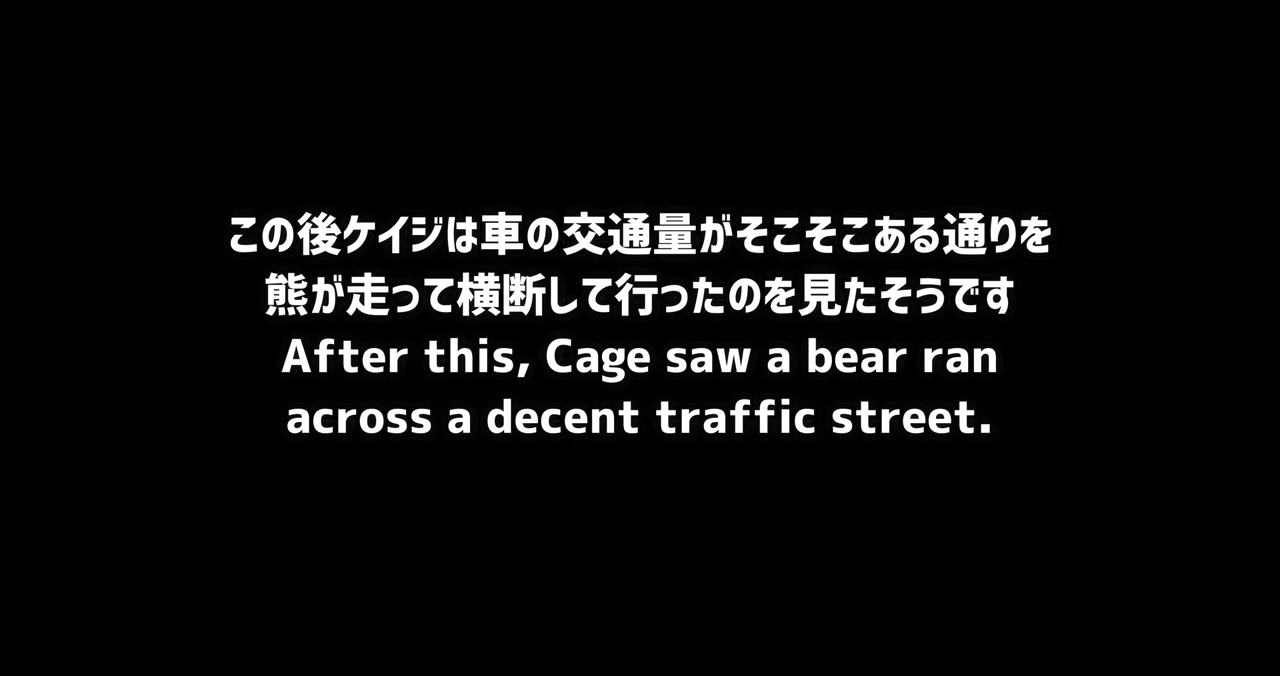 この後ケイジは車の交通量がそこそこある通りを
熊が走って横断して行ったのを見たそうです
After this, Cage saw a bear ran
across a decent traffic street.